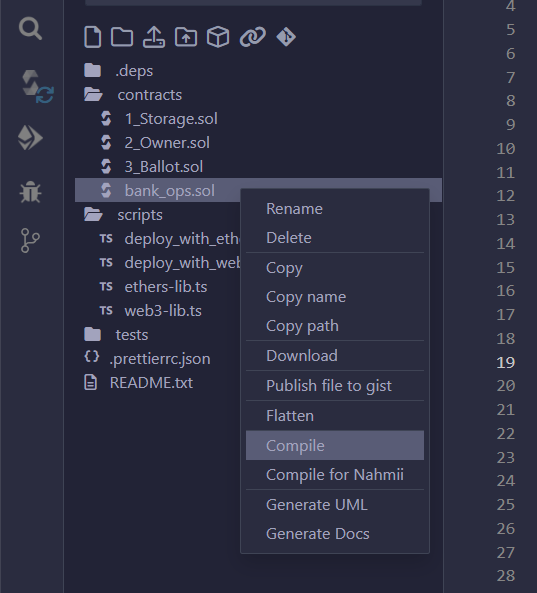 .deps
contracts
1_Storage.sol
2_Owner.sol
3_Ballot.sol
bank_ops.sol
scripts
TS deploy_with_ethe
TS deploy_with_web
TS ethers-lib.ts
TS web3-lib.ts
tests
{} .prettierrc.json
README.txt
Rename
Delete
Copy
Copy name
Copy path
Download
Publish file to gist
Flatten
Compile
Compile for Nahmii
Generate UML
Generate Docs
4
5
6
7
8
9
10
11
12
13
14
15
16
17
18
19
20
21
22
23
24
25
26
27
28